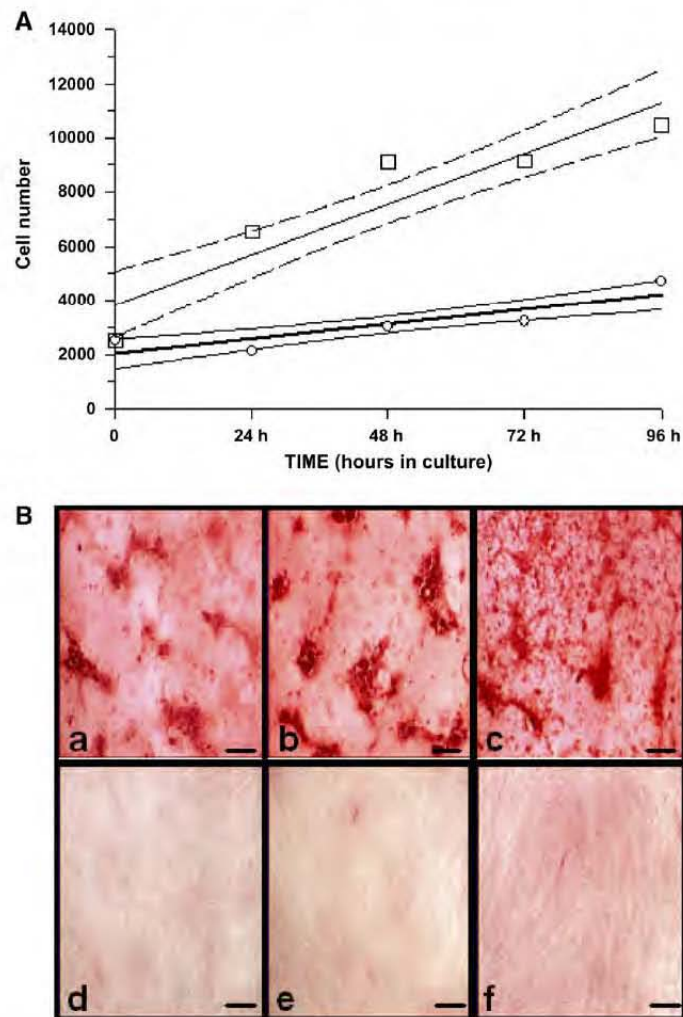 A
14000
12000
10000
8000
6000
4000
2000
0
Cell number
0 24 h 48 h 72 h 96 h
TIME (hours in culture)
B
a b c
d e f